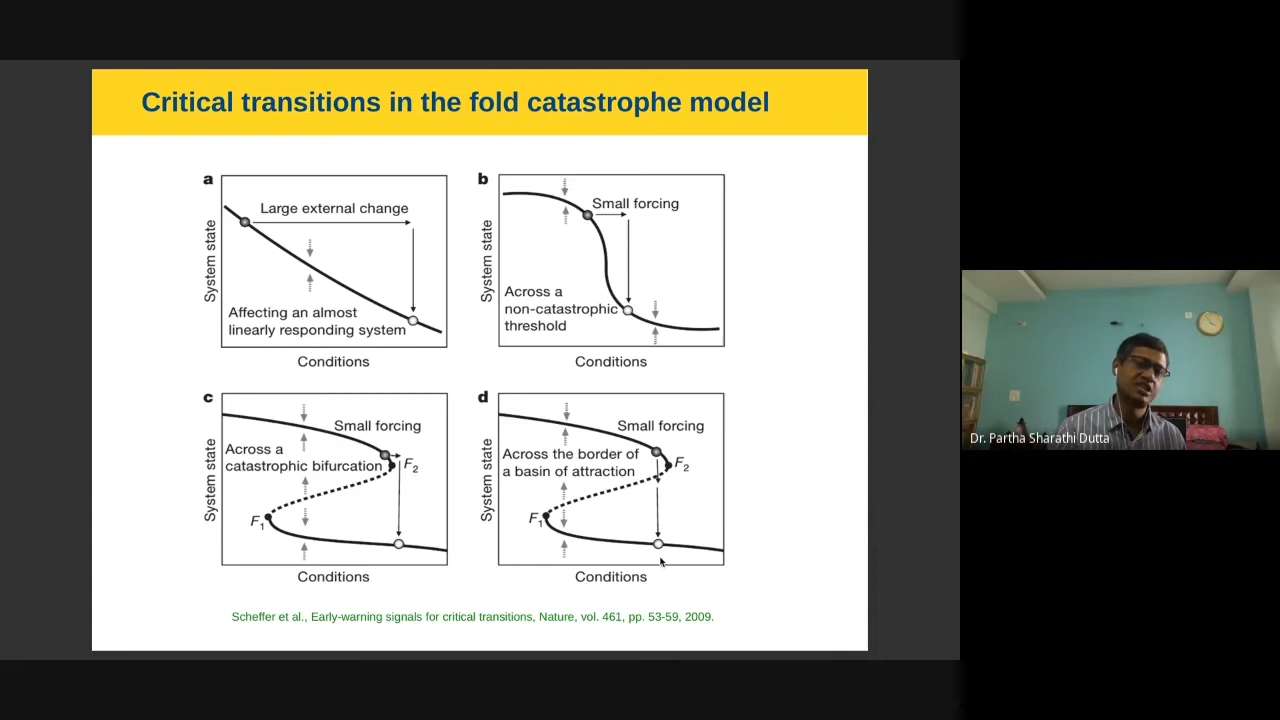 Critical transitions in the fold catastrophe model
a
Large external change
Affecting an almost
linearly responding system
System state
Conditions
b
Small forcing
Across a
non-catastrophic
threshold
System state
Conditions
c
Small forcing
Across a
catastrophic bifurcation
F2
F1
System state
Conditions
d
Small forcing
Across the border of
a basin of attraction
F2
F1
System state
Conditions
Scheffer et al., Early-warning signals for critical transitions, Nature, vol. 461, pp. 53-59, 2009.
Dr. Partha Sharathi Dutta